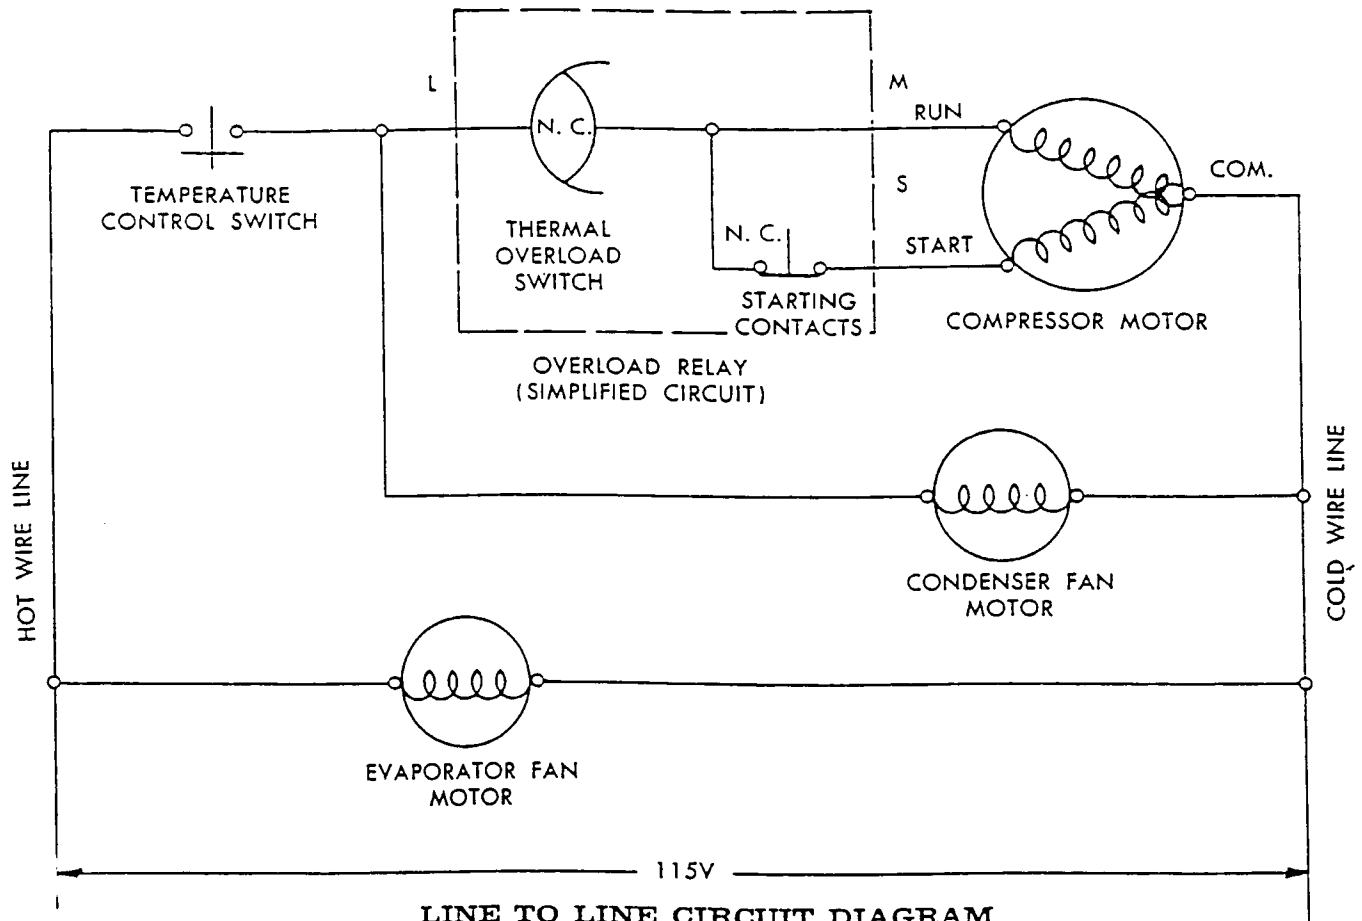 L
M
RUN
N. C.
COM.
TEMPERATURE
CONTROL SWITCH
S
THERMAL
OVERLOAD
SWITCH
N. C.
START
STARTING
CONTACTS
COMPRESSOR MOTOR
OVERLOAD RELAY
(SIMPLIFIED CIRCUIT)
HOT WIRE LINE
COLD WIRE LINE
CONDENSER FAN
MOTOR
EVAPORATOR FAN
MOTOR
115V
LINE TO LINE CIRCUIT DIAGRAM